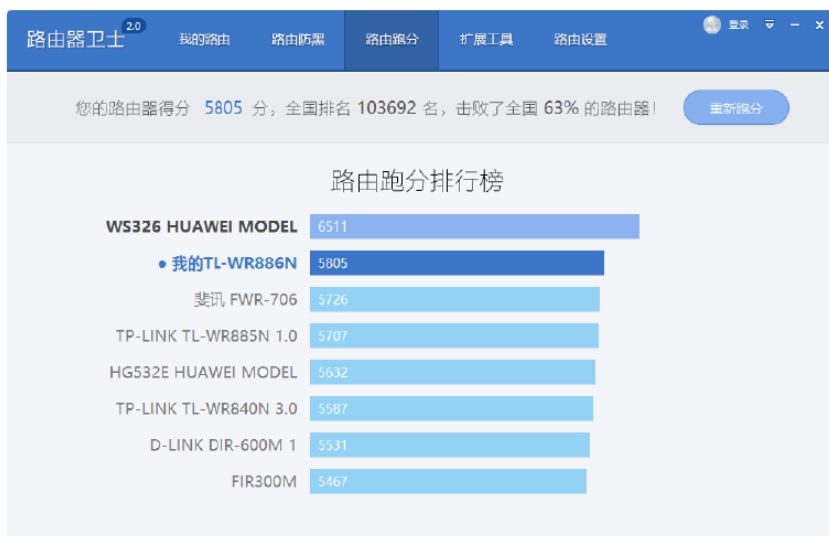 路由器卫士 2.0 我的路由 路由防黑 路由跑分 扩展工具 路由设置 登录
您的路由器得分 5805 分，全国排名 103692 名，击败了全国 63% 的路由器！ 重新跑分
路由跑分排行榜
WS326 HUAWEI MODEL 6511
• 我的TL-WR886N 5805
斐讯 FWR-706 5726
TP-LINK TL-WR885N 1.0 5707
HG532E HUAWEI MODEL 5632
TP-LINK TL-WR840N 3.0 5587
D-LINK DIR-600M 1 5531
FIR300M 5467